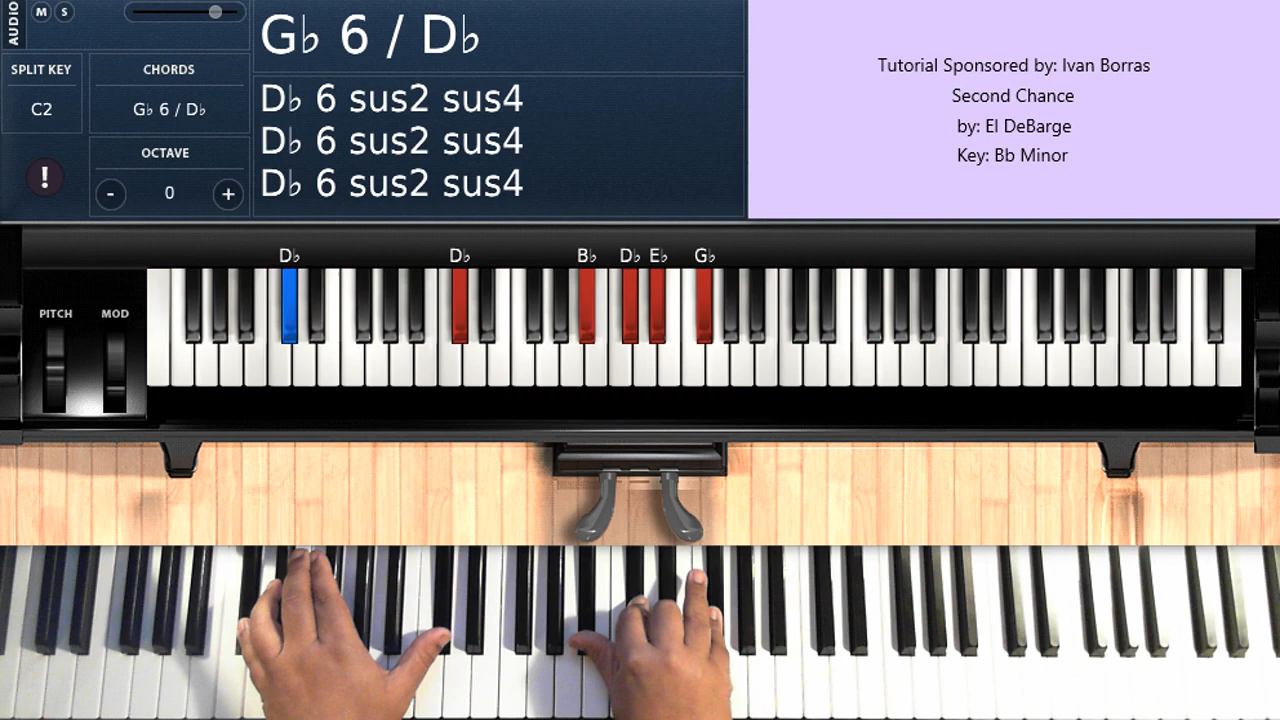 AUDIO
M S
SPLIT KEY
C2
!
CHORDS
G♭ 6 / D♭
OCTAVE
- 0 +
G♭ 6 / D♭
D♭ 6 sus2 sus4
D♭ 6 sus2 sus4
D♭ 6 sus2 sus4
Tutorial Sponsored by: Ivan Borras
Second Chance
by: El DeBarge
Key: Bb Minor
D♭ D♭ B♭ D♭ E♭ G♭
PITCH MOD